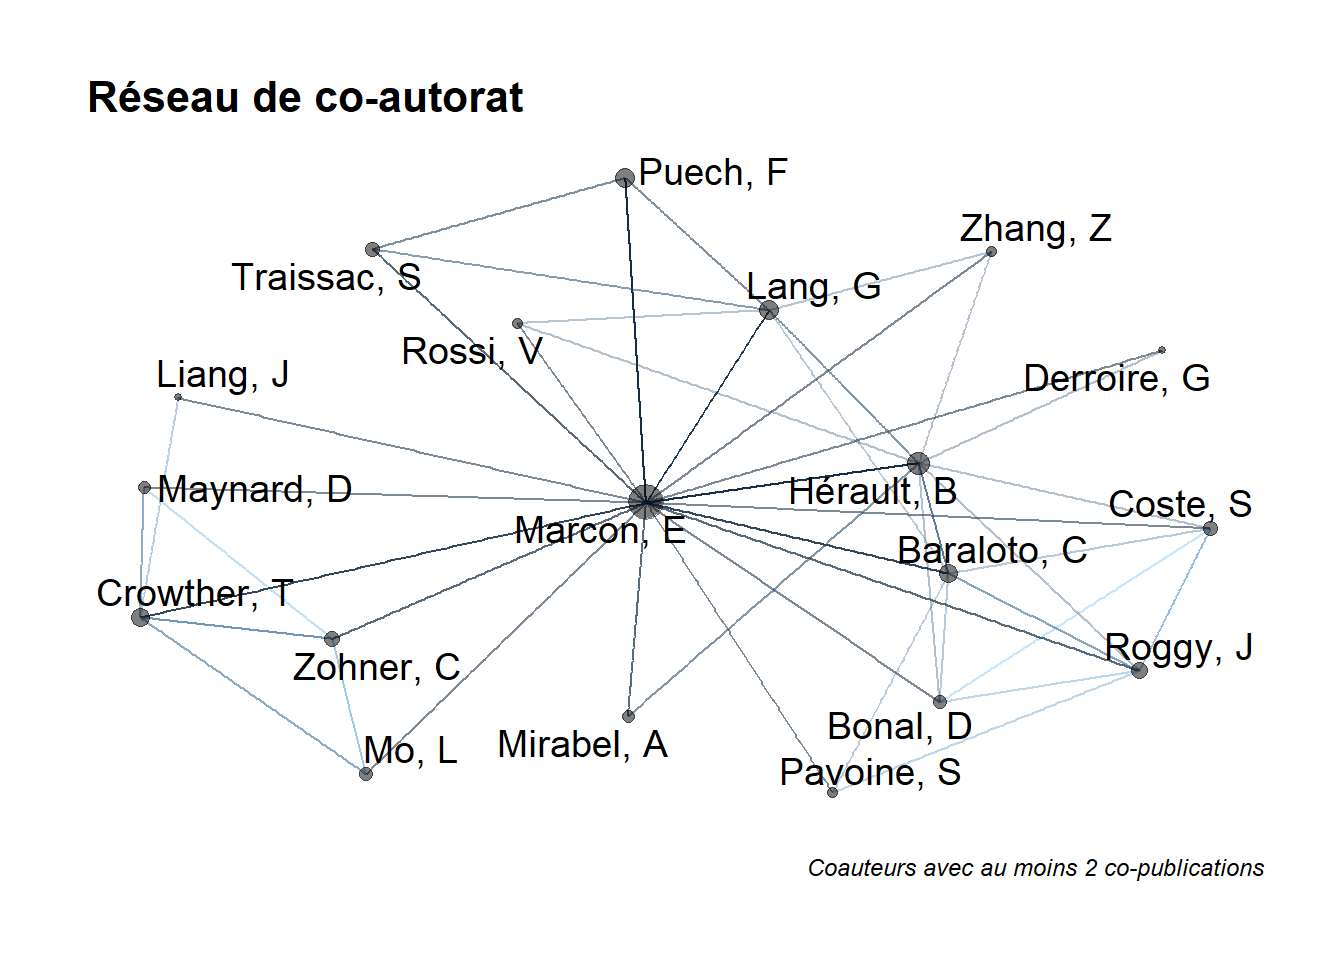 Réseau de co-autorat
Puech, F
Zhang, Z
Traissac, S
Lang, G
Rossi, V
Liang, J
Derroire, G
Maynard, D
Hérault, B
Coste, S
Marcon, E
Baraloto, C
Crowther, T
Roggy, J
Zohner, C
Bonal, D
Mirabel, A
Mo, L
Pavoine, S
Coauteurs avec au moins 2 co-publications